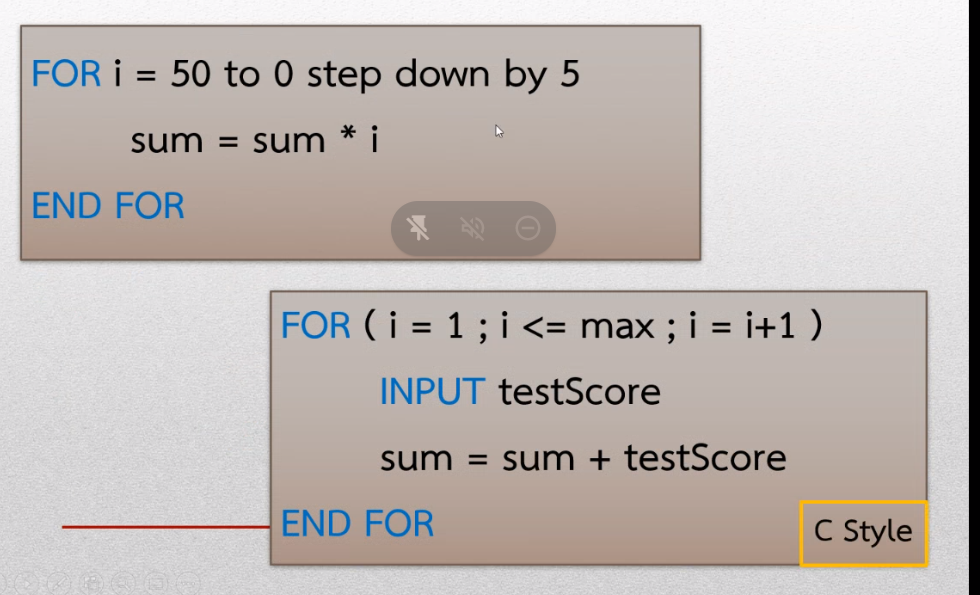 FOR i = 50 to 0 step down by 5
sum = sum * i
END FOR
FOR ( i = 1 ; i <= max ; i = i+1 )
INPUT testScore
sum = sum + testScore
END FOR
C Style